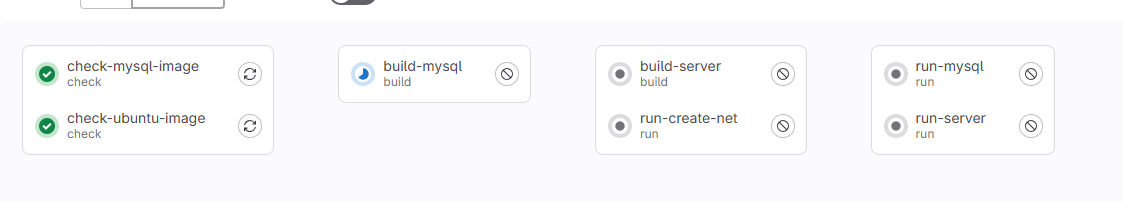 check-mysql-image
check
check-ubuntu-image
check
build-mysql
build
build-server
build
run-create-net
run
run-mysql
run
run-server
run